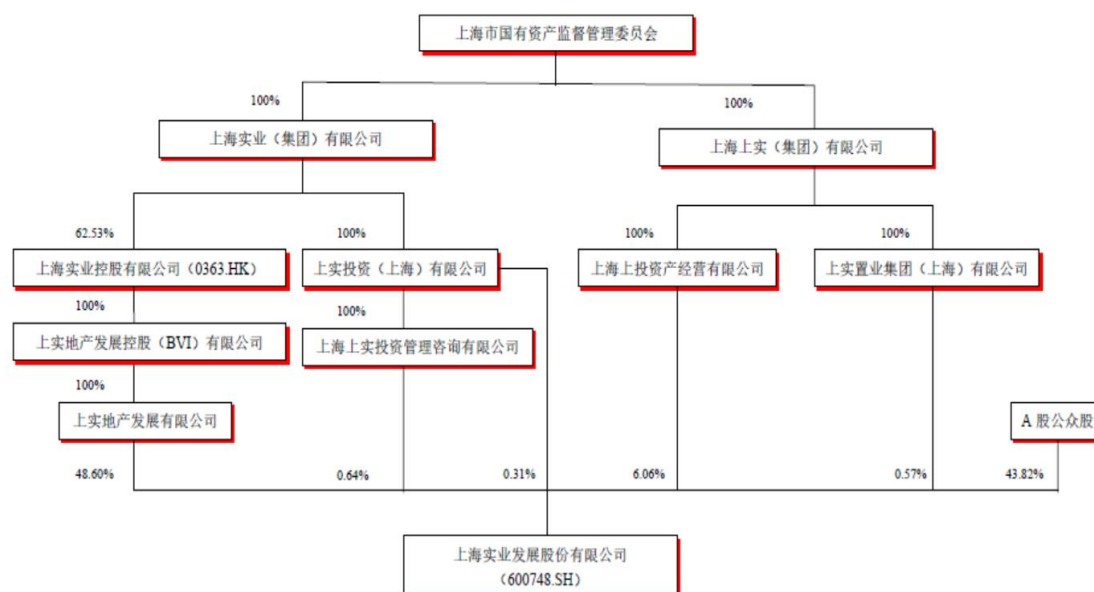 上海市国有资产监督管理委员会
100%
100%
上海实业（集团）有限公司
上海上实（集团）有限公司
62.53%
100%
100%
100%
上海实业控股有限公司（0363.HK）
上实投资（上海）有限公司
上海上投资产经营有限公司
上实置业集团（上海）有限公司
100%
100%
上实地产发展控股（BVI）有限公司
上海上实投资管理咨询有限公司
100%
上实地产发展有限公司
A 股公众股
48.60%
0.64%
0.31%
6.06%
0.57%
43.82%
上海实业发展股份有限公司
（600748.SH）